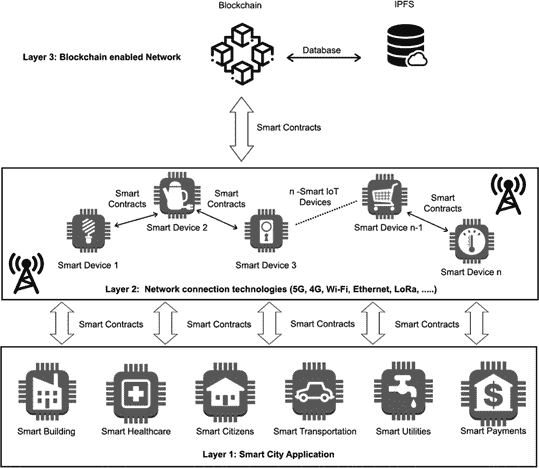 Blockchain
IPFS
Layer 3: Blockchain enabled Network
Database
Smart Contracts
Smart
Contracts
Smart
Contracts
n -Smart IoT
Devices
Smart
Contracts
Smart Device 1
Smart Device 2
Smart Device 3
Smart Device n-1
Smart Device n
Layer 2: Network connection technologies (5G, 4G, Wi-Fi, Ethernet, LoRa, .....)
Smart Contracts
Smart Contracts
Smart Contracts
Smart Contracts
Smart Building
Smart Healthcare
Smart Citizens
Smart Transportation
Smart Utilities
$
Smart Payments
Layer 1: Smart City Application